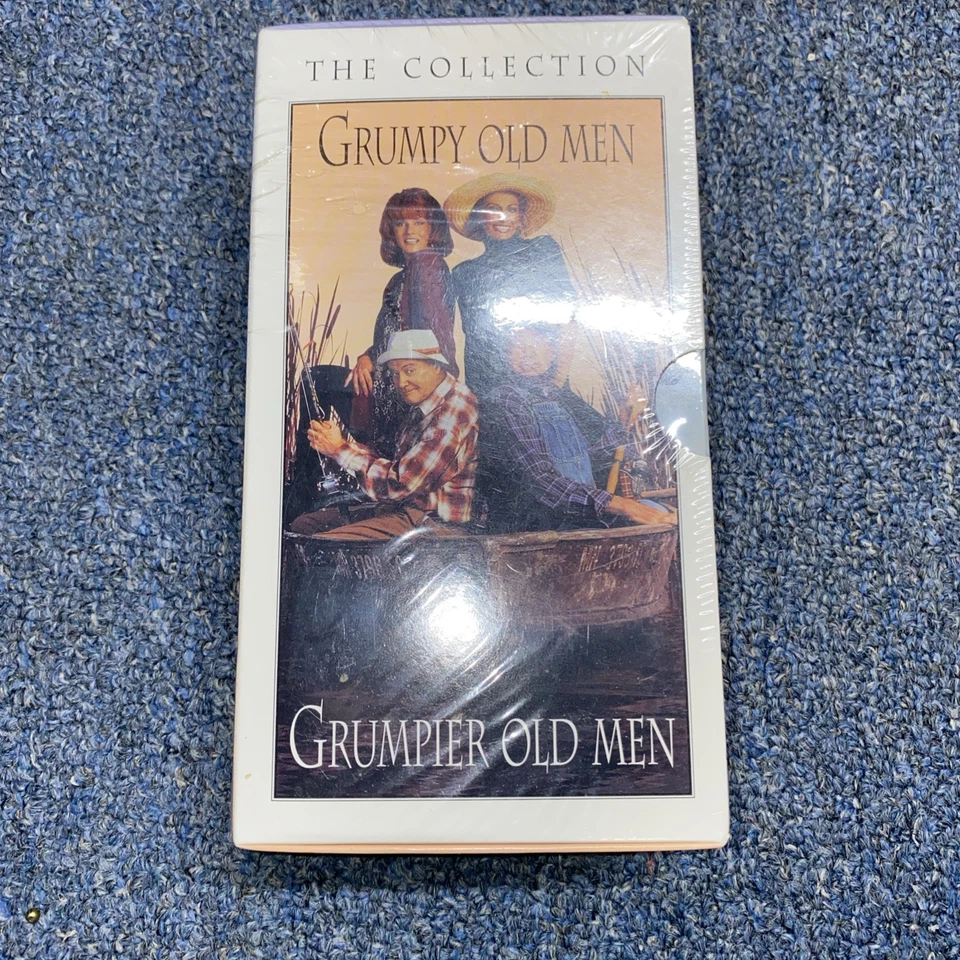 THE COLLECTION
GRUMPY OLD MEN
GRUMPIER OLD MEN